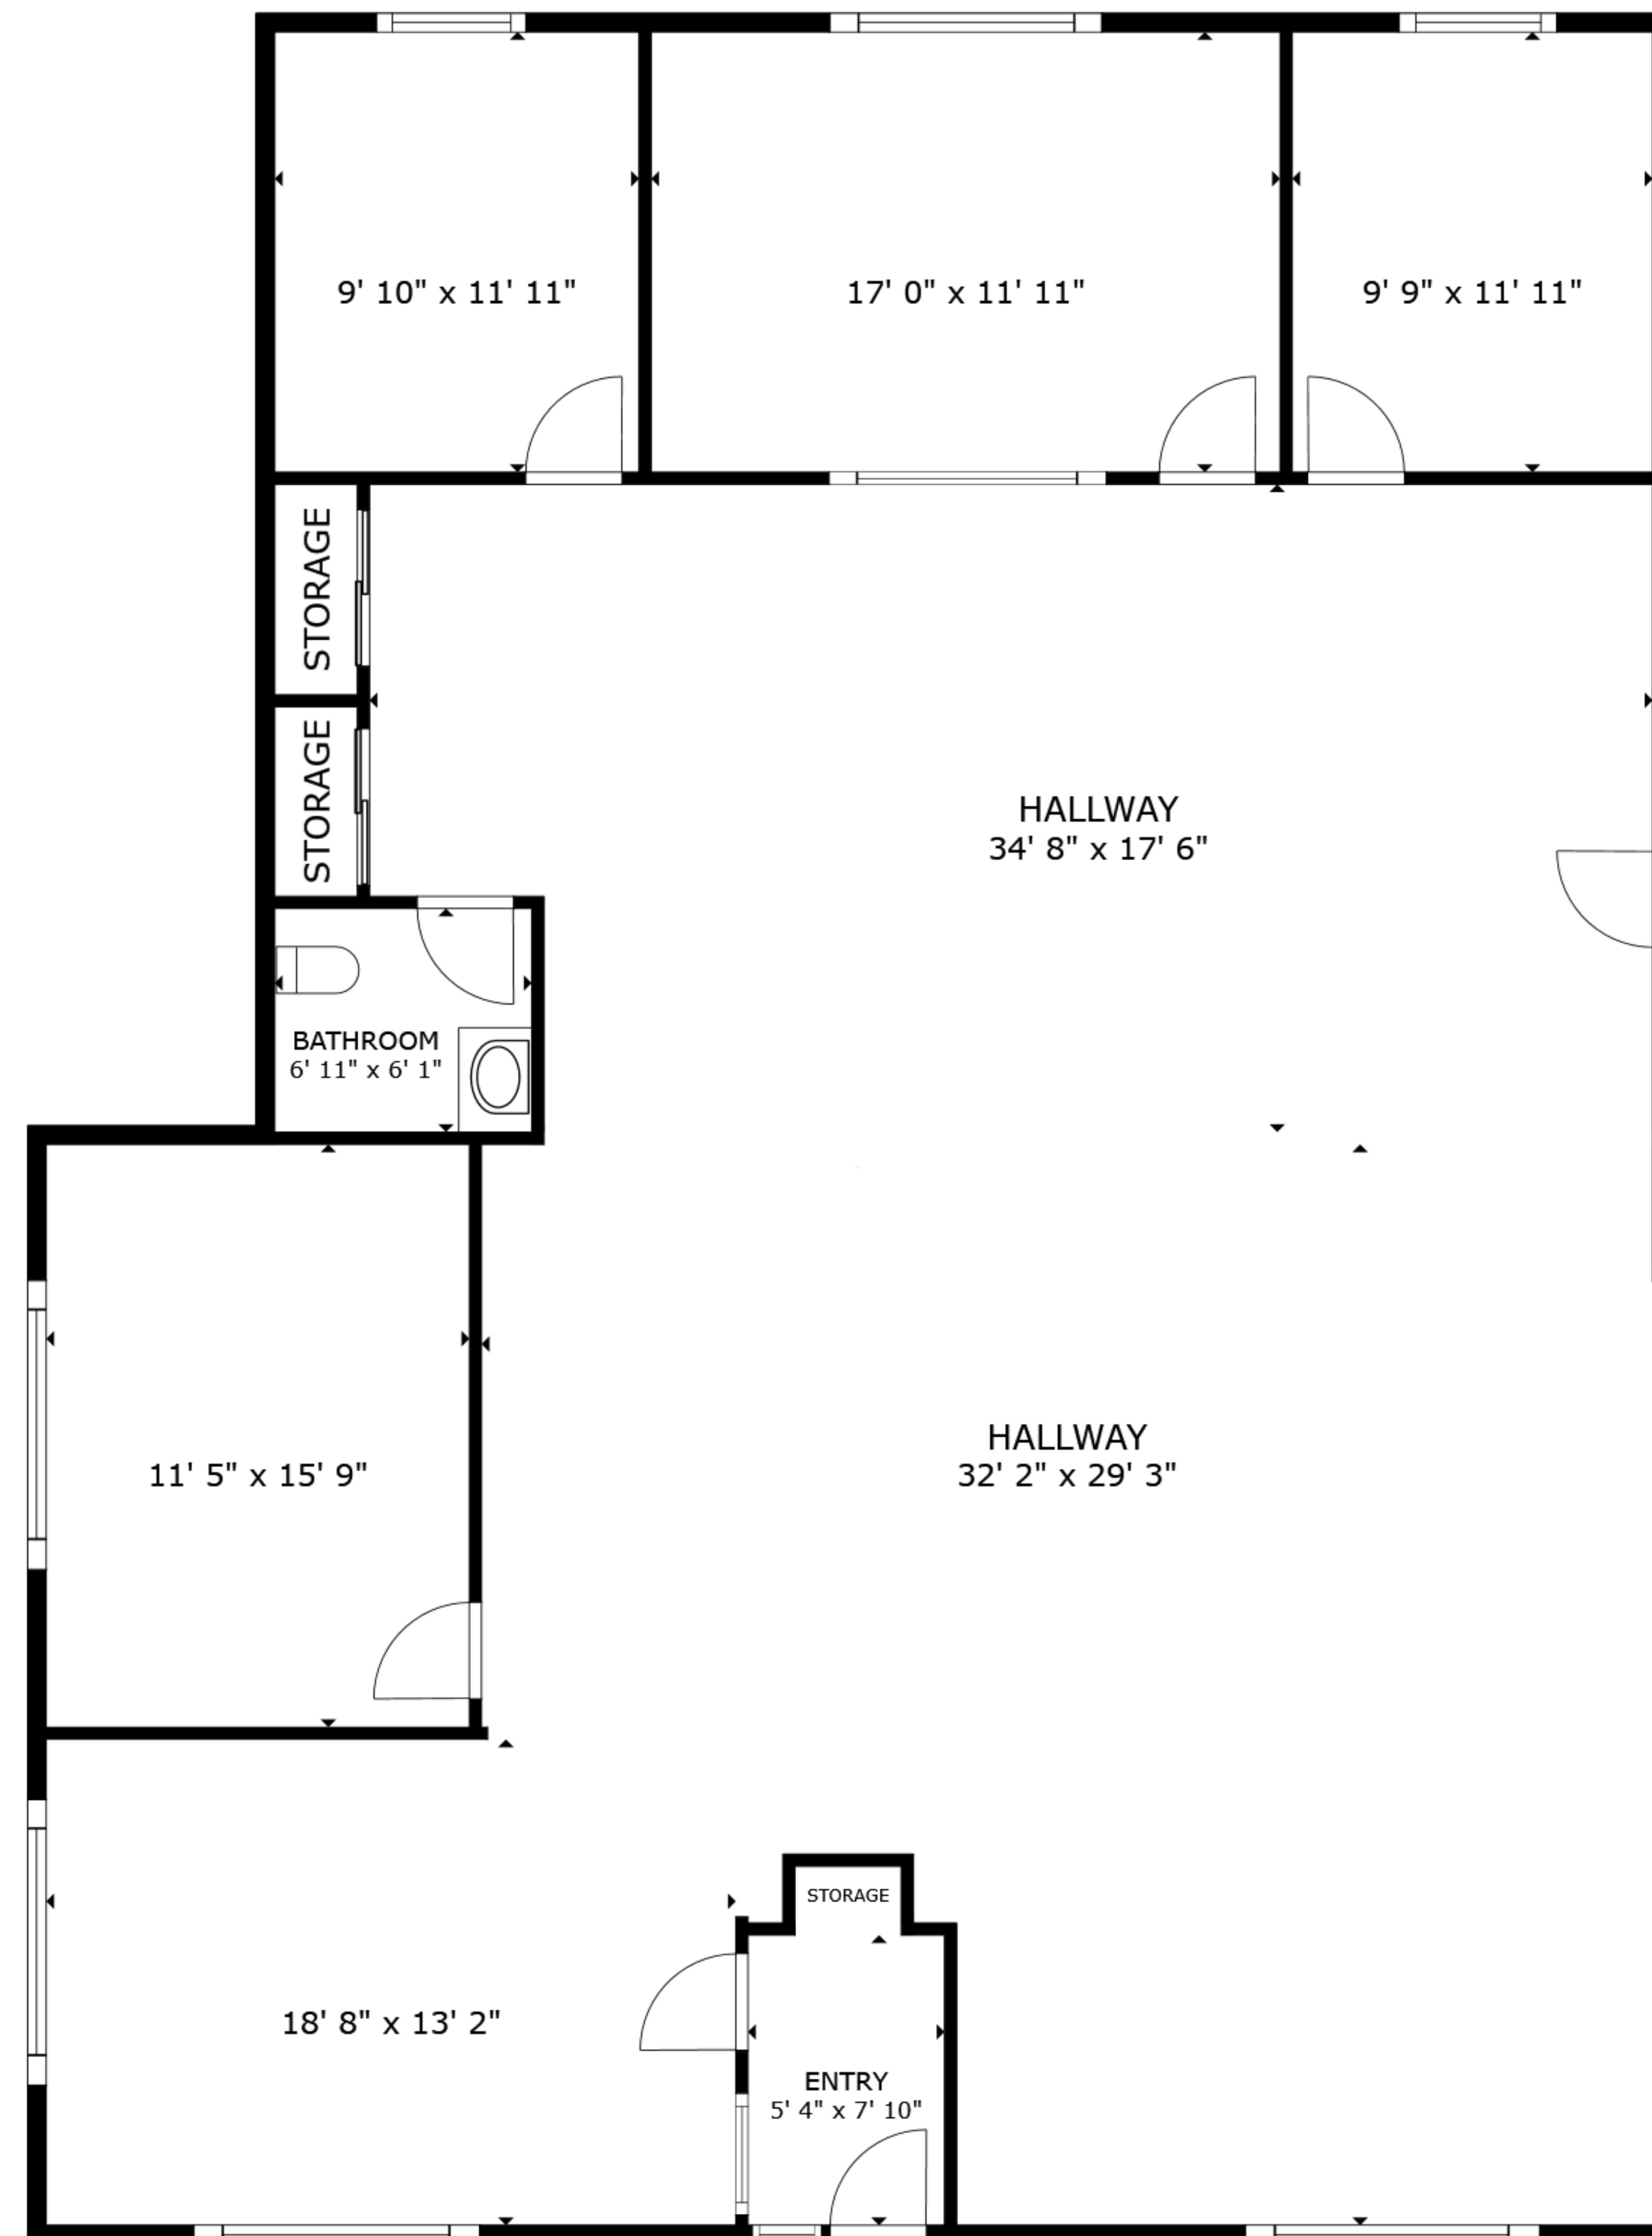 9' 10" x 11' 11"
17' 0" x 11' 11"
9' 9" x 11' 11"
STORAGE
STORAGE
HALLWAY
34' 8" x 17' 6"
BATHROOM
6' 11" x 6' 1"
HALLWAY
32' 2" x 29' 3"
11' 5" x 15' 9"
STORAGE
18' 8" x 13' 2"
ENTRY
5' 4" x 7' 10"